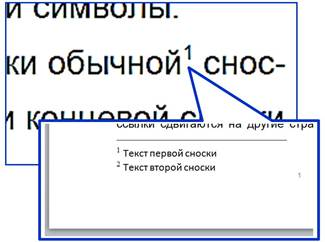 и символы.
ки обычной¹ снос-
и концевой
ссылки сдвигаются на другие стра
¹ Текст первой сноски
² Текст второй сноски
1